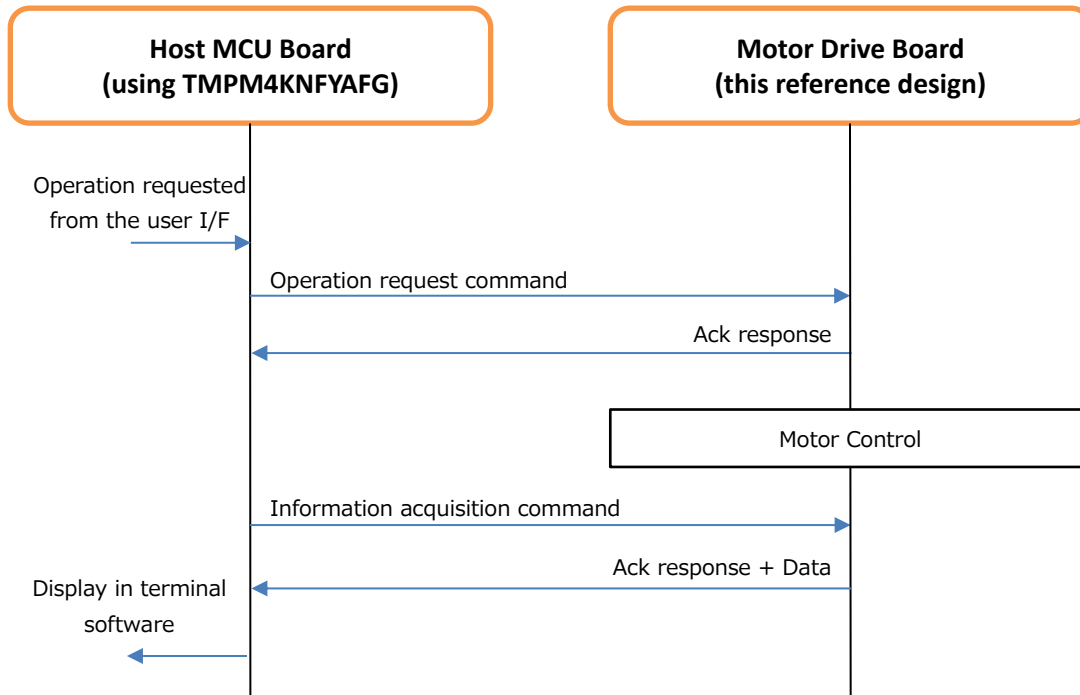 Host MCU Board
(using TMPM4KNFYAFG)
Motor Drive Board
(this reference design)
Operation requested
from the user I/F
Operation request command
Ack response
Motor Control
Information acquisition command
Ack response + Data
Display in terminal
software